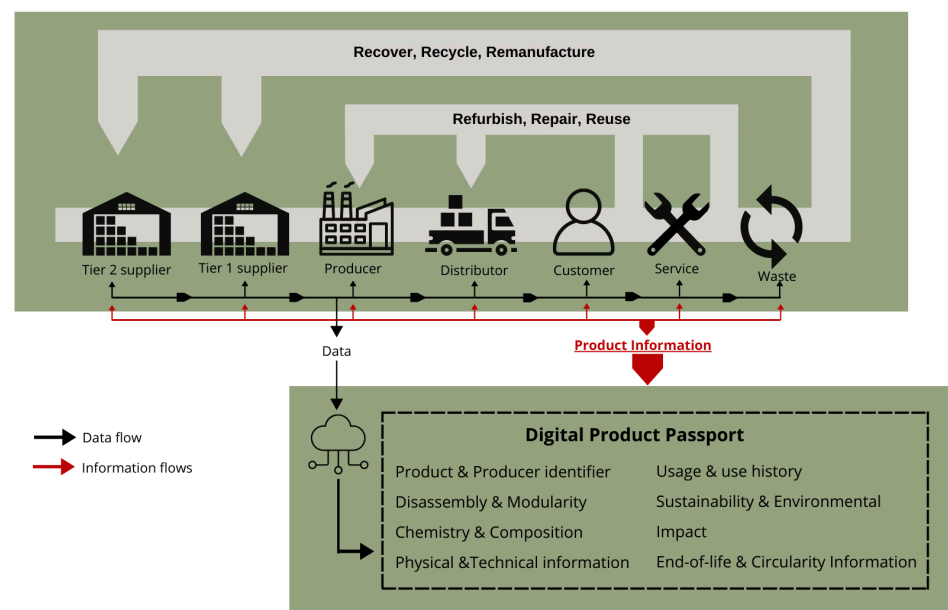 Recover, Recycle, Remanufacture
Refurbish, Repair, Reuse
Tier 2 supplier
Tier 1 supplier
Producer
Distributor
Customer
Service
Waste
Data
Product Information
Data flow
Information flows
Digital Product Passport
Product & Producer identifier
Disassembly & Modularity
Chemistry & Composition
Physical &Technical information
Usage & use history
Sustainability & Environmental
Impact
End-of-life & Circularity Information